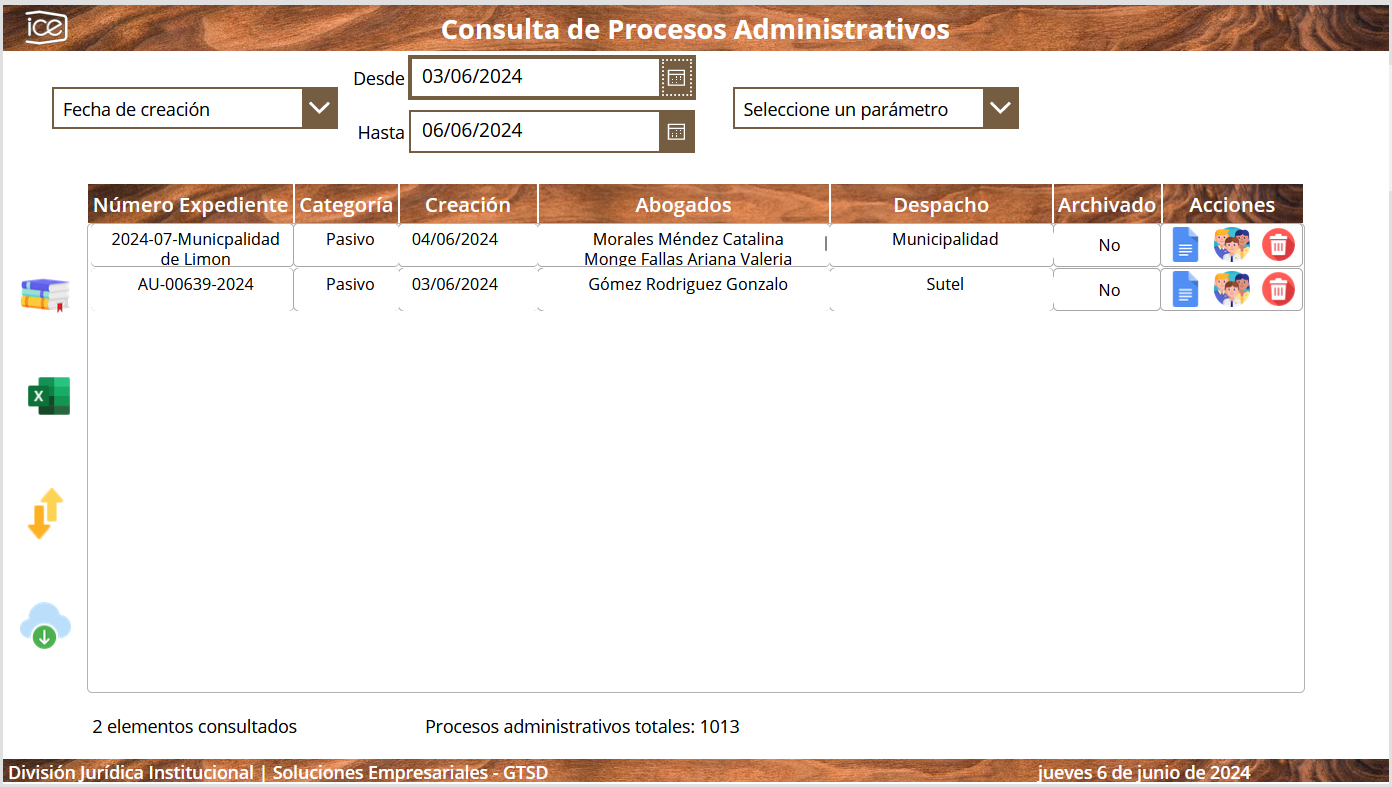 ice
Consulta de Procesos Administrativos
Fecha de creación
Desde 03/06/2024
Hasta 06/06/2024
Seleccione un parámetro
Número Expediente Categoría Creación Abogados Despacho Archivado Acciones
2024-07-Municpalidad Pasivo 04/06/2024 Morales Méndez Catalina Municipalidad No
de Limon Monge Fallas Ariana Valeria
AU-00639-2024 Pasivo 03/06/2024 Gómez Rodriguez Gonzalo Sutel No
X
2 elementos consultados Procesos administrativos totales: 1013
División Jurídica Institucional | Soluciones Empresariales - GTSD jueves 6 de junio de 2024